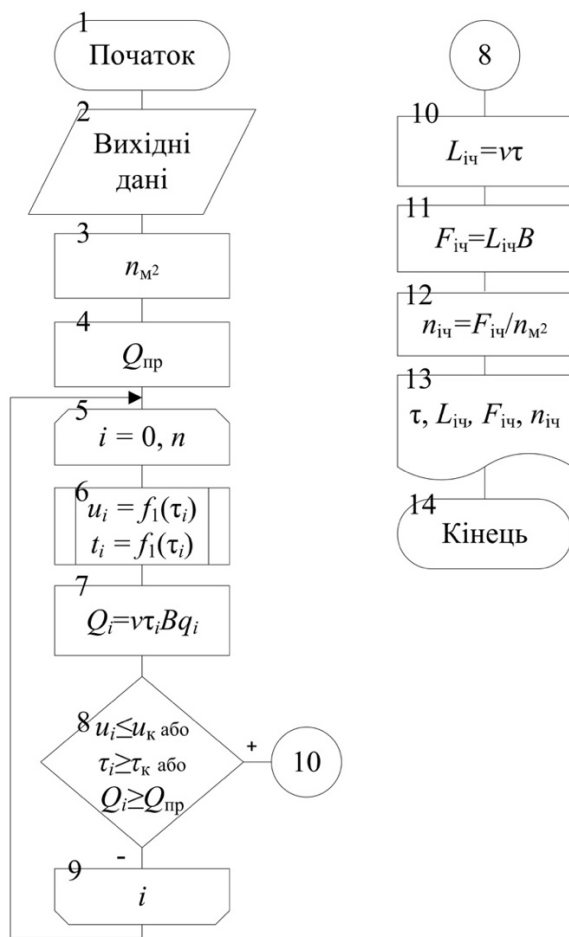 1
Початок
2
Вихідні
дані
3
nм²
4
Qпр
5
i = 0, n
6
ui = f1(τi)
ti = f1(τi)
7
Qi=vτiBqi
8
ui≤uк або
τi≥τк або
Qi≥Qпр
+
10
-
9
i
8
10
Lіч=vτ
11
Fіч=LічB
12
nіч=Fіч/nм²
13
τ, Lіч, Fіч, nіч
14
Кінець